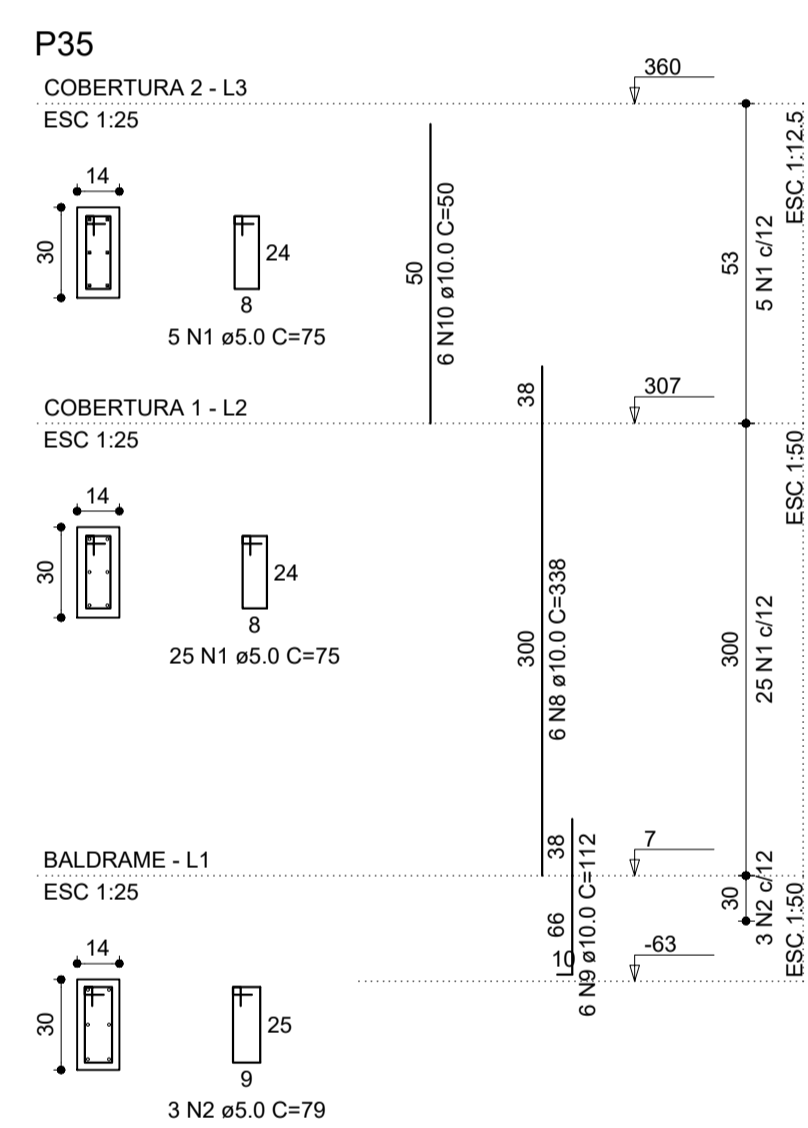 P35
COBERTURA 2 - L3
ESC 1:25
14
30
24
8
5 N1 ø5.0 C=75
50
6 N10 ø10.0 C=50
360
53
5 N1 c/12
ESC 1:12.5
COBERTURA 1 - L2
ESC 1:25
14
30
24
8
25 N1 ø5.0 C=75
38
300
6 N8 ø10.0 C=338
307
300
25 N1 c/12
ESC 1:50
BALDRAME - L1
ESC 1:25
14
30
25
9
3 N2 ø5.0 C=79
38
66
10
6 N9 ø10.0 C=112
7
-63
30
3 N2 c/12
ESC 1:50